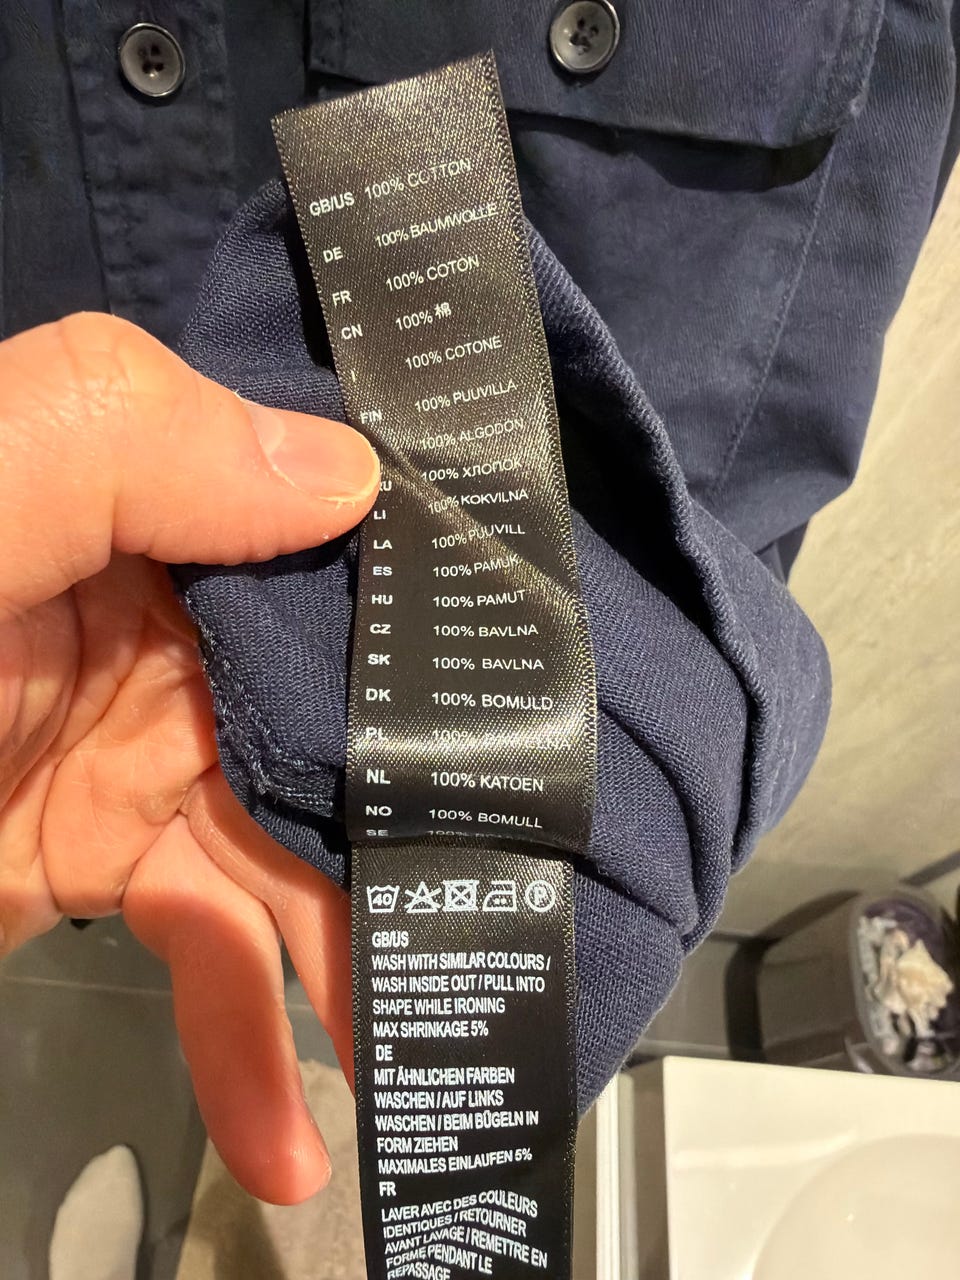 GB/US 100% COTTON
DE 100% BAUMWOLLE
FR 100% COTON
CN 100% 棉
I 100% COTONE
FIN 100% PUUVILLA
100% ALGODÓN
RU 100% ХЛОПОК
LI 100% KOKVILNA
LA 100% PUUVILL
ES 100% PAMUK
HU 100% PAMUT
CZ 100% BAVLNA
SK 100% BAVLNA
DK 100% BOMULD
PL 100%
NL 100% KATOEN
NO 100% BOMULL
SE 100%
40
P
GB/US
WASH WITH SIMILAR COLOURS /
WASH INSIDE OUT / PULL INTO
SHAPE WHILE IRONING
MAX SHRINKAGE 5%
DE
MIT ÄHNLICHEN FARBEN
WASCHEN / AUF LINKS
WASCHEN / BEIM BÜGELN IN
FORM ZIEHEN
MAXIMALES EINLAUFEN 5%
FR
LAVER AVEC DES COULEURS
IDENTIQUES / RETOURNER
AVANT LAVAGE / REMETTRE EN
FORME PENDANT LE
REPASSAGE